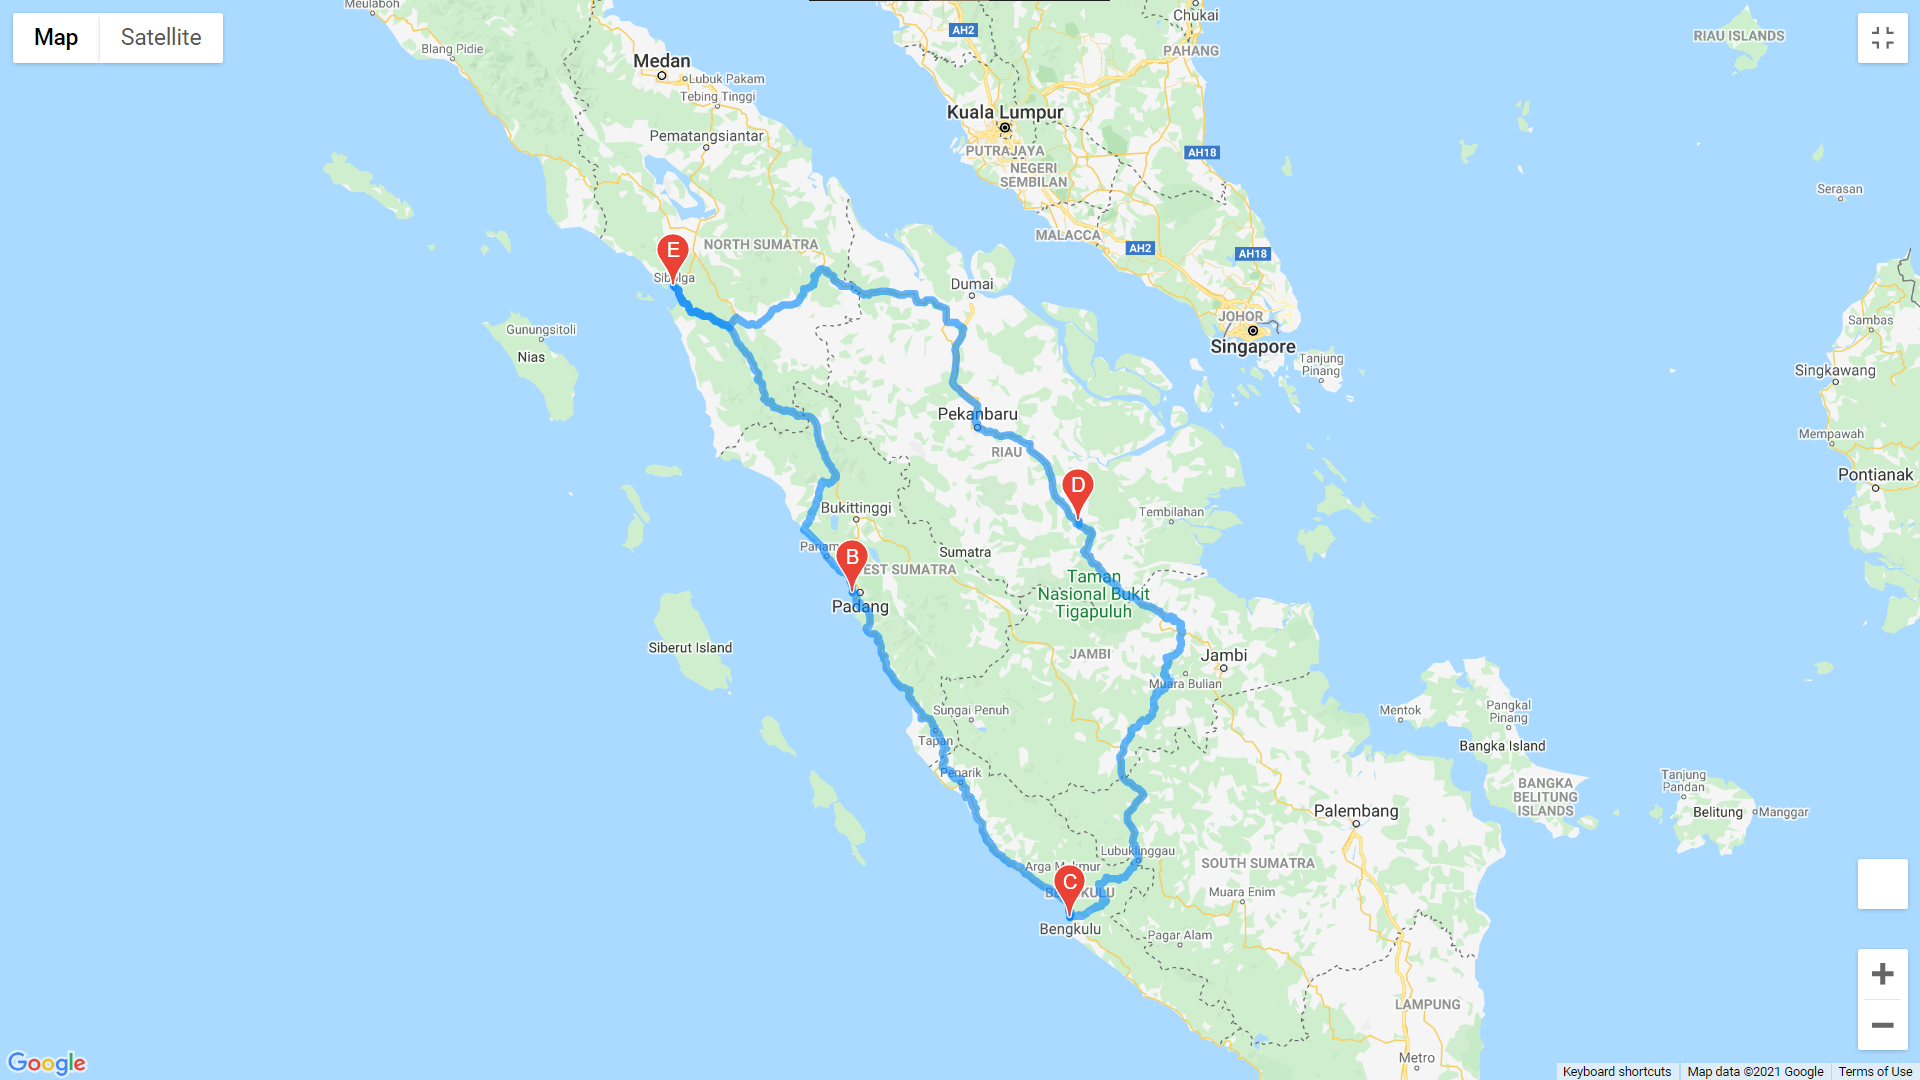 Meulaboh
Chukai
Map
Satellite
AH2
RIAU ISLANDS
Blang Pidie
PAHANG
Medan
Lubuk Pakam
Tebing Tinggi
Kuala Lumpur
Pematangsiantar
PUTRAJAYA
AH18
NEGERI
SEMBILAN
Serasan
MALACCA
NORTH SUMATRA
AH2
E
AH18
Sibolga
Dumai
JOHOR
Sambas
Gunungsitoli
Singapore
Nias
Tanjung
Pinang
Singkawang
Pekanbaru
Mempawah
RIAU
Pontianak
D
Bukittinggi
Tembilahan
Pariam
B
Sumatra
EST SUMATRA
Taman
Nasional Bukit
Tigapuluh
Padang
Siberut Island
JAMBI
Jambi
Muara Bulian
Sungai Penuh
Mentok
Pangkal
Pinang
Tapan
Bangka Island
Penarik
Tanjung
Pandan
BANGKA
BELITUNG
ISLANDS
Palembang
Belitung
Manggar
Lubuklinggau
SOUTH SUMATRA
Arga Makmur
C
BENGKULU
Muara Enim
Bengkulu
Pagar Alam
LAMPUNG
Metro
Google
Keyboard shortcuts
Map data ©2021 Google
Terms of Use